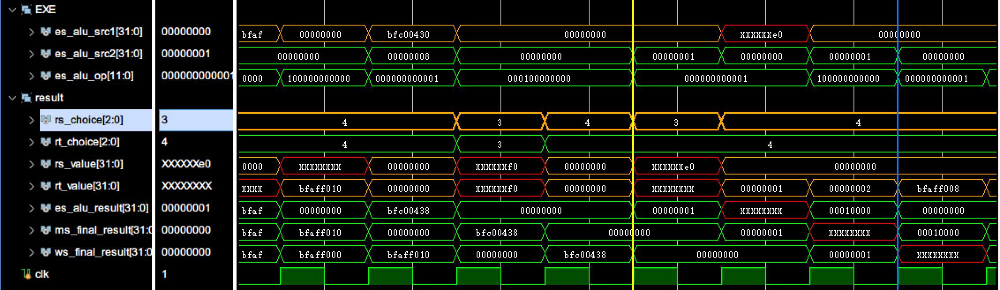 EXE
es_alu_src1[31:0] 00000000 bfaf 00000000 bfc00430 00000000 XXXXXXe0 00000000
es_alu_src2[31:0] 00000001 00000000 00000008 00000000 00000001 00000000 00000001 00000000
es_alu_op[11:0] 000000000001 0000 100000000000 000000000001 000100000000 000000000001 100000000000 000000000001
result
rs_choice[2:0] 3 4 3 4 3 4
rt_choice[2:0] 4 4 3 4
rs_value[31:0] XXXXXXe0 0000 XXXXXXXX 00000000 XXXXXXf0 00000000 XXXXXXe0 00000000
rt_value[31:0] XXXXXXXX XXXX bfaff010 00000000 XXXXXXf0 00000000 XXXXXXXX 00000001 00000002 bfaff008
es_alu_result[31:0] 00000001 bfaf 00000000 bfc00438 00000000 00000001 XXXXXXXX 00010000 00000000
ms_final_result[31:0 00000000 bfaf bfaff010 00000000 bfc00438 00000000 00000001 XXXXXXXX 00010000
ws_final_result[31:0 00000000 bfaf bfaff000 bfaff010 00000000 bfc00438 00000000 00000001 XXXXXXXX
clk 1